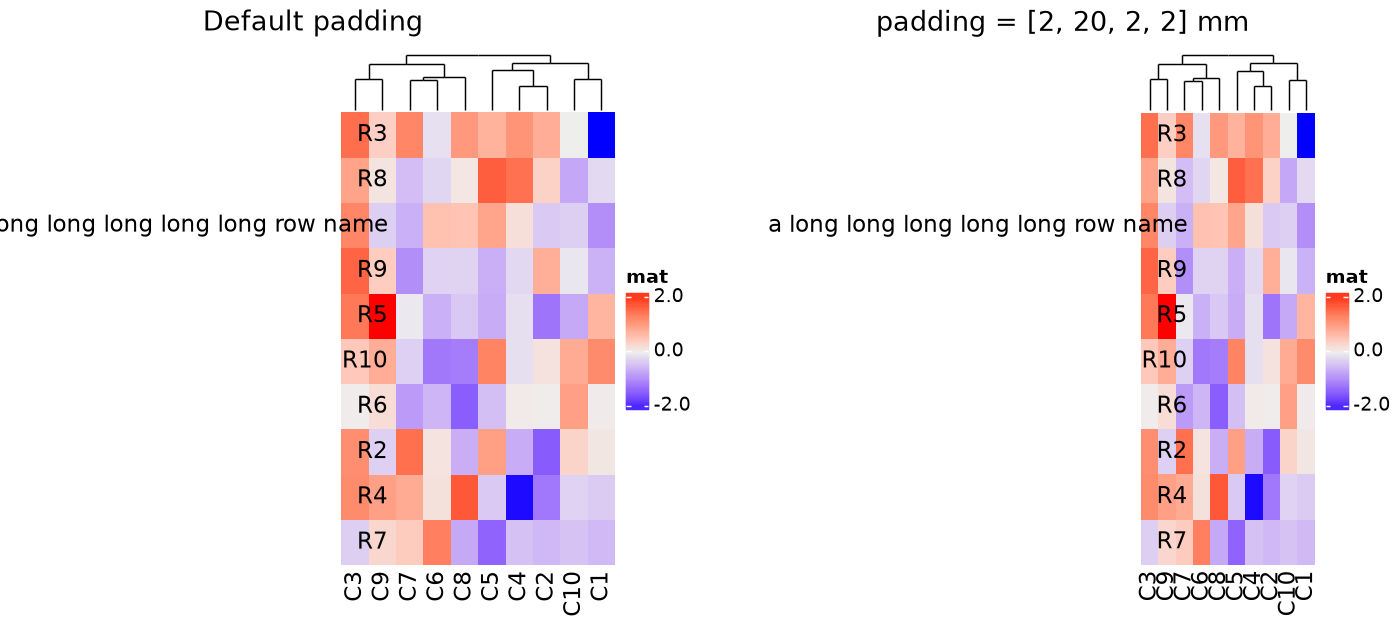 Default padding
R3
R8
long long long long long row name
R9
R5
R10
R6
R2
R4
R7
C3 C9 C7 C6 C8 C5 C4 C2 C10 C1
mat
2.0
0.0
-2.0
padding = [2, 20, 2, 2] mm
R3
R8
a long long long long long row name
R9
R5
R10
R6
R2
R4
R7
C3 C9 C7 C6 C8 C5 C4 C2 C10 C1
mat
2.0
0.0
-2.0